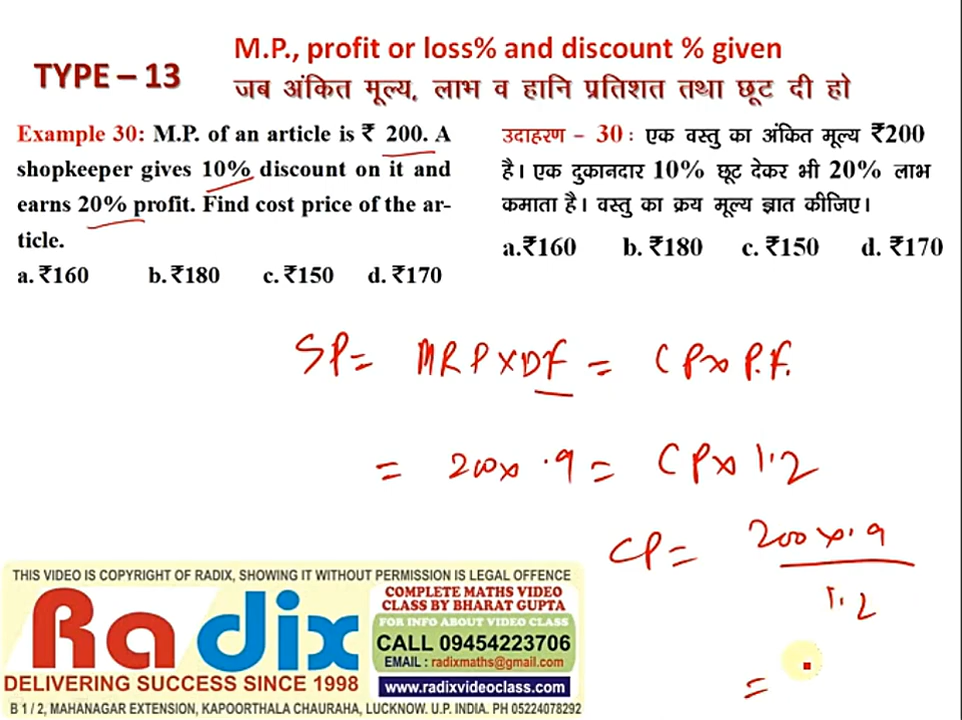 TYPE – 13
M.P., profit or loss% and discount % given
जब अंकित मूल्य, लाभ व हानि प्रतिशत तथा छूट दी हो
Example 30: M.P. of an article is ₹ 200. A
shopkeeper gives 10% discount on it and
earns 20% profit. Find cost price of the ar-
ticle.
a. ₹160 b. ₹180 c. ₹150 d. ₹170
उदाहरण - 30 : एक वस्तु का अंकित मूल्य ₹200
है। एक दुकानदार 10% छूट देकर भी 20% लाभ
कमाता है। वस्तु का क्रय मूल्य ज्ञात कीजिए।
a.₹160 b. ₹180 c. ₹150 d. ₹170
SP= MRP×DF = CP×P.F.
= 200× .9 = CP× 1.2
CP= 200×.9
1.2
=
THIS VIDEO IS COPYRIGHT OF RADIX, SHOWING IT WITHOUT PERMISSION IS LEGAL OFFENCE
Radix
DELIVERING SUCCESS SINCE 1998
COMPLETE MATHS VIDEO
CLASS BY BHARAT GUPTA
FOR INFO ABOUT VIDEO CLASS
CALL 09454223706
EMAIL : radixmaths@gmail.com
www.radixvideoclass.com
B 1 / 2, MAHANAGAR EXTENSION, KAPOORTHALA CHAURAHA, LUCKNOW. U.P. INDIA. PH 05224078292